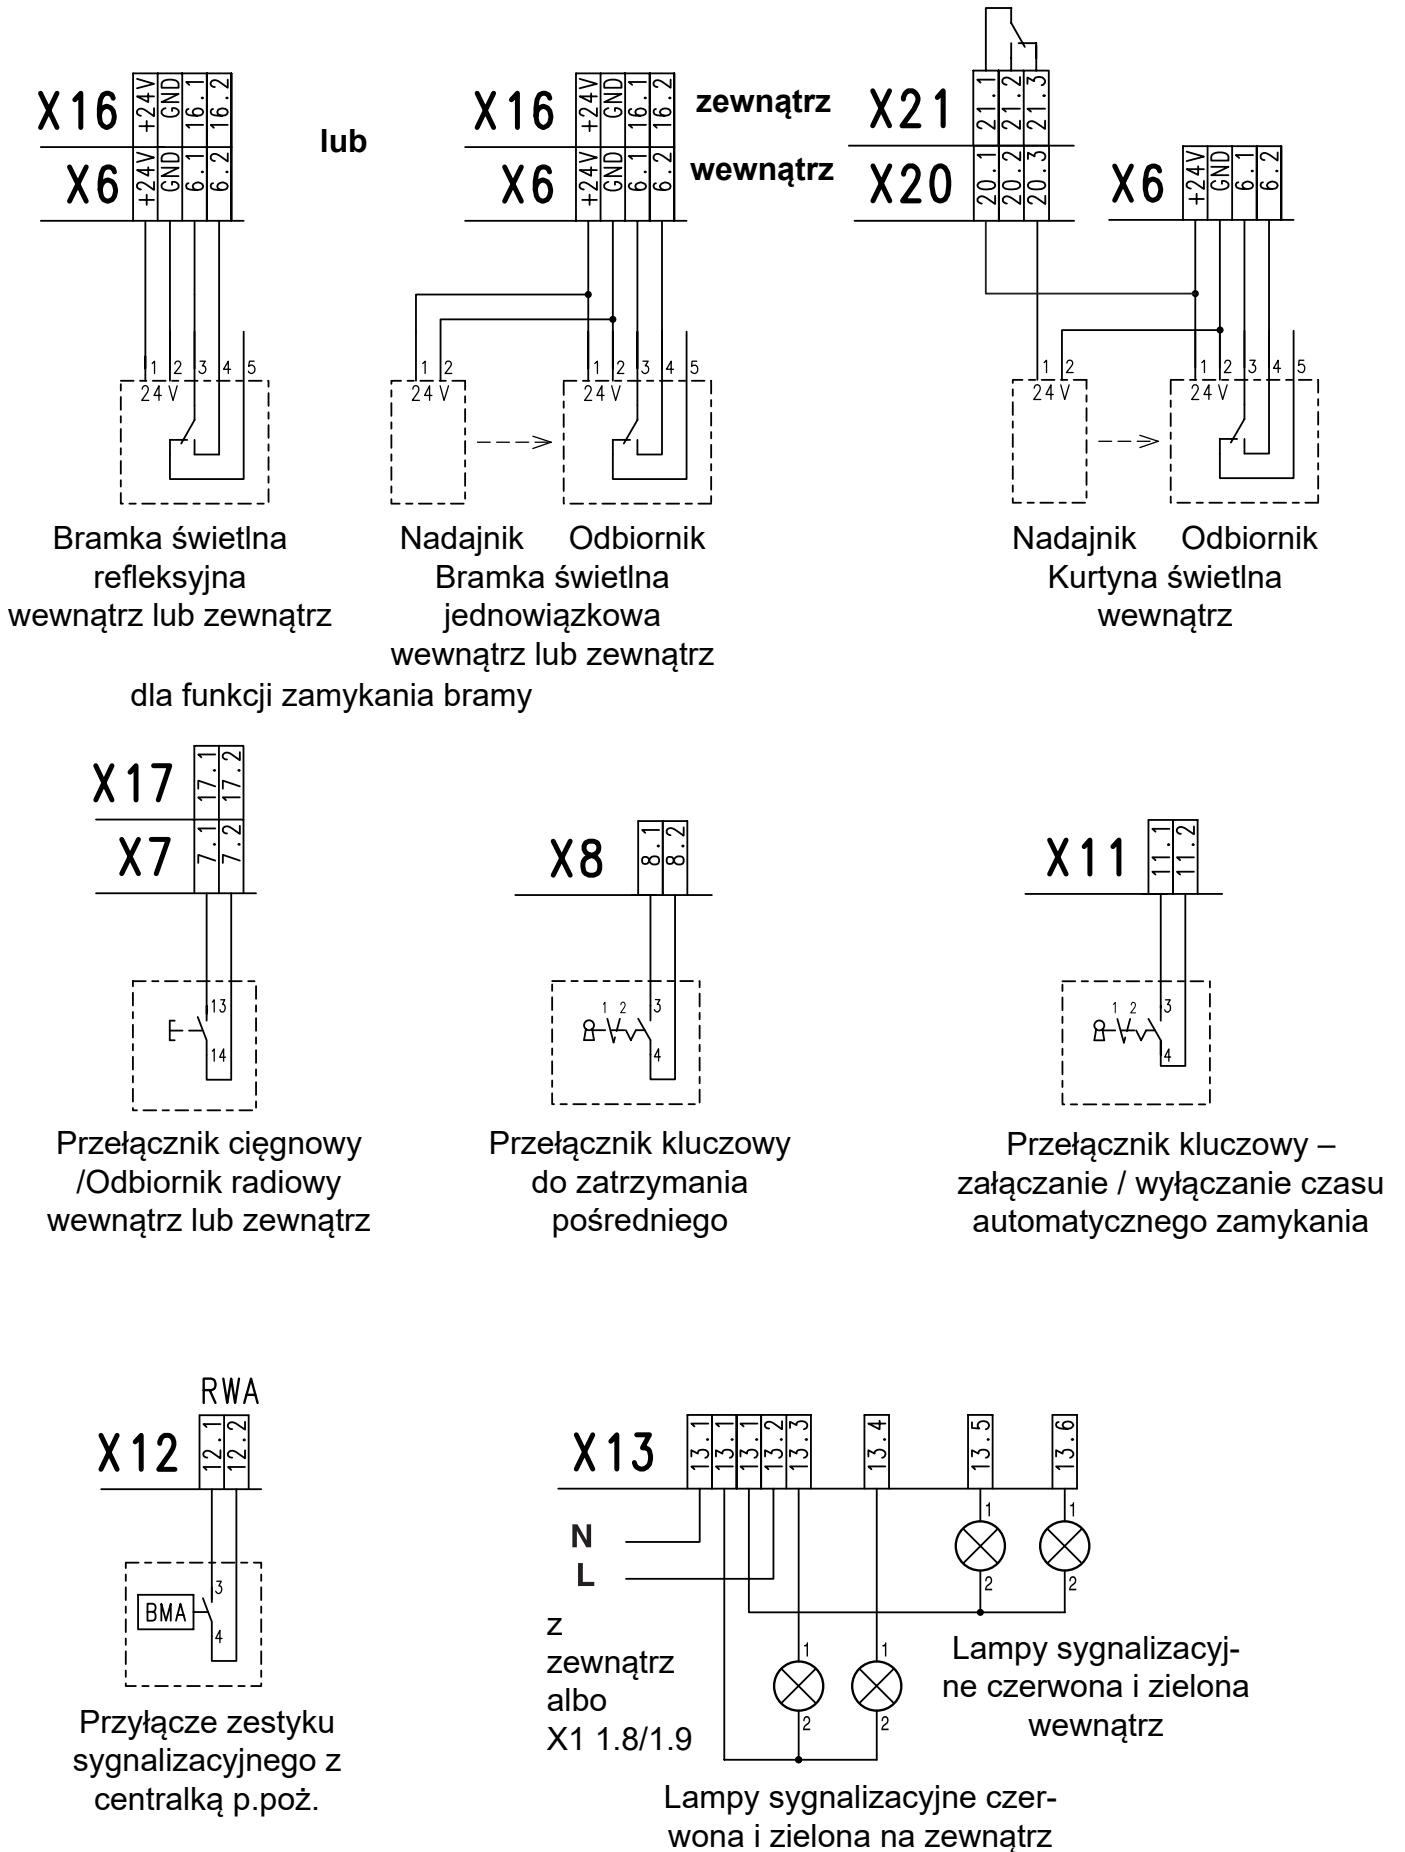 X16 +24V GND 16.1 16.2
X6 +24V GND 6.1 6.2
1 2 3 4 5
24 V
Bramka świetlna
refleksyjna
wewnątrz lub zewnątrz
lub
X16 +24V GND 16.1 16.2
X6 +24V GND 6.1 6.2
1 2
24 V
1 2 3 4 5
24 V
Nadajnik Odbiornik
Bramka świetlna
jednowiązkowa
wewnątrz lub zewnątrz
dla funkcji zamykania bramy
zewnątrz
wewnątrz
X21 21.1 21.2 21.3
X20 20.1 20.2 20.3
X6 +24V GND 6.1 6.2
1 2
24 V
1 2 3 4 5
24 V
Nadajnik Odbiornik
Kurtyna świetlna
wewnątrz
X17 17.1 17.2
X7 7.1 7.2
13
14
Przełącznik cięgnowy
/Odbiornik radiowy
wewnątrz lub zewnątrz
X8 8.1 8.2
1 2 3
4
Przełącznik kluczowy
do zatrzymania
pośredniego
X11 11.1 11.2
1 2 3
4
Przełącznik kluczowy –
załączanie / wyłączanie czasu
automatycznego zamykania
RWA
X12 12.1 12.2
3
BMA
4
Przyłącze zestyku
sygnalizacyjnego z
centralką p.poż.
X13 13.1 13.1 13.1 13.2 13.3 13.4 13.5 13.6
N
L
z
zewnątrz
albo
X1 1.8/1.9
1 1
2 2
Lampy sygnalizacyj-
ne czerwona i zielona
wewnątrz
1 1
2 2
Lampy sygnalizacyjne czer-
wona i zielona na zewnątrz